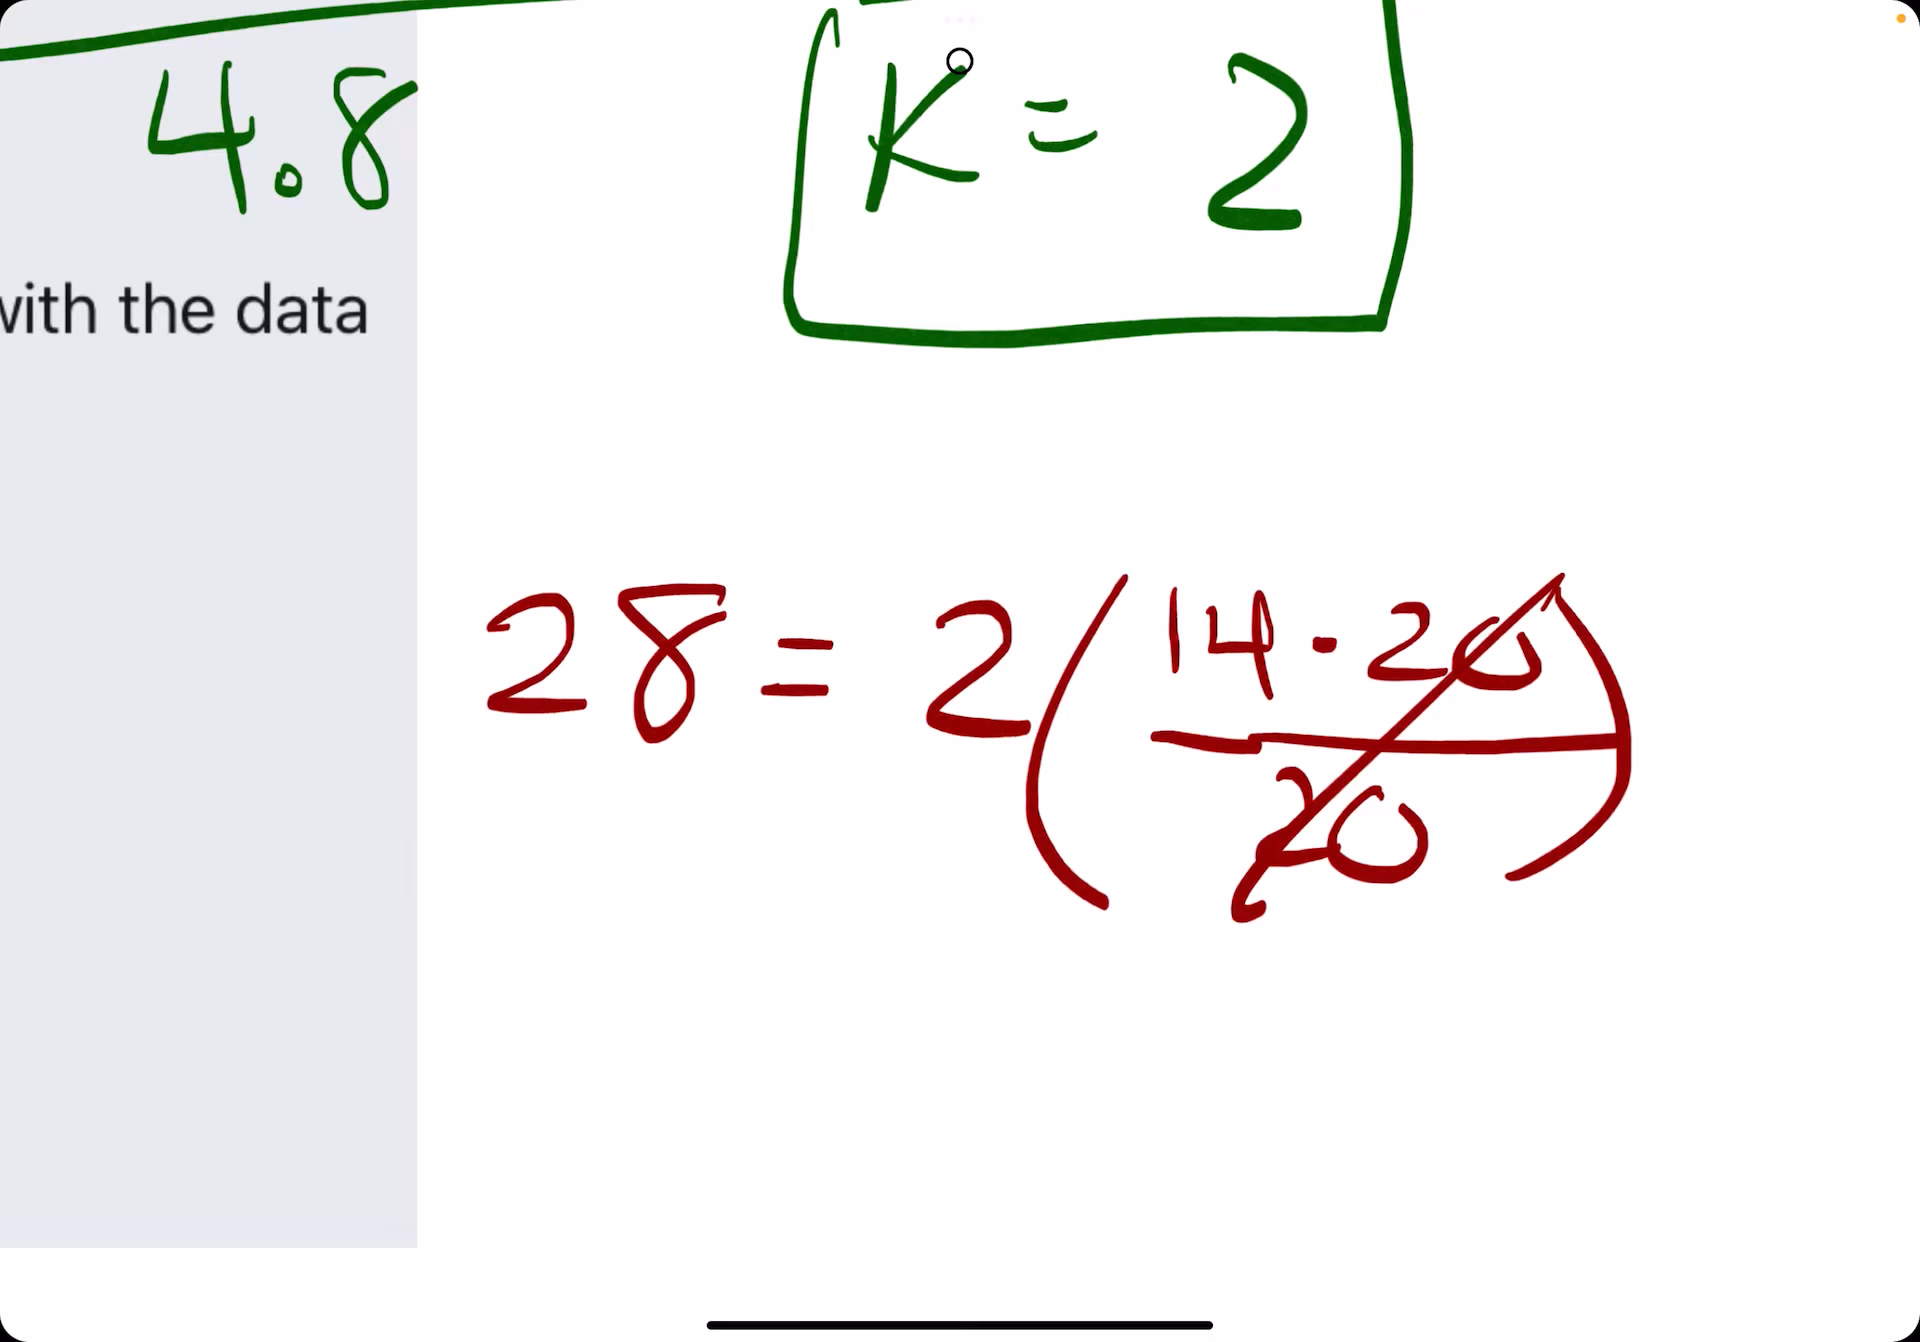 4.8
K = 2
with the data
28 = 2(14 · 20 / 20)